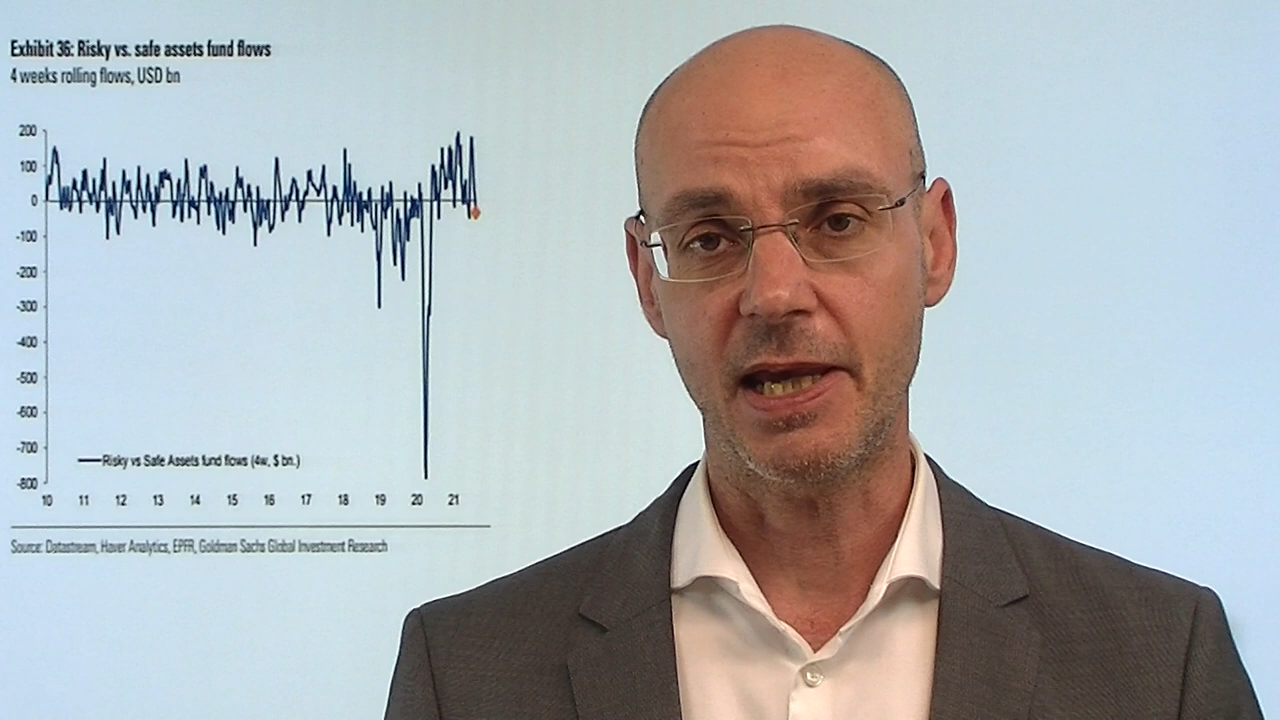 Exhibit 36: Risky vs. safe assets fund flows
4 weeks rolling flows, USD bn
200
100
0
-100
-200
-300
-400
-500
-600
-700
-800
Risky vs Safe Assets fund flows (4w, $ bn.)
10 11 12 13 14 15 16 17 18 19 20 21
Source: Datastream, Haver Analytics, EPFR, Goldman Sachs Global Investment Research